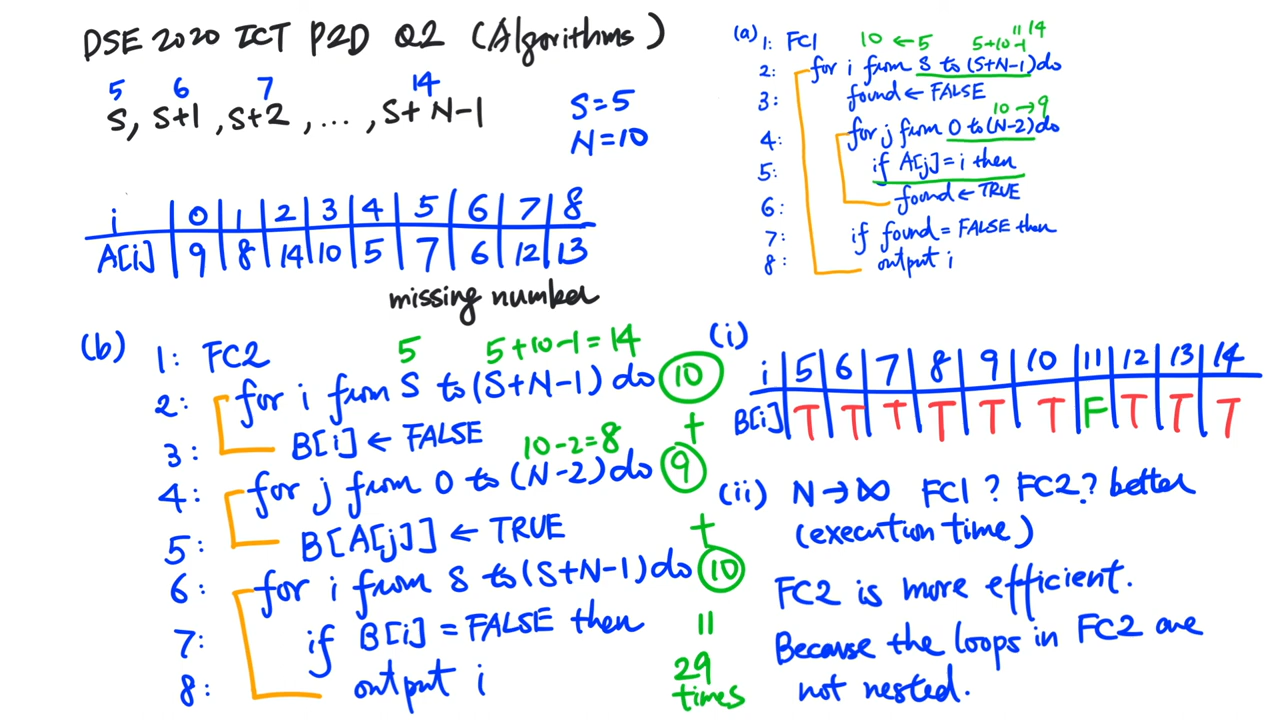 DSE 2020 ICT P2D Q2 (Algorithms)
5 6 7 14
S, S+1, S+2, ..., S+N-1
S=5
N=10
i 0 1 2 3 4 5 6 7 8
A[i] 9 8 14 10 5 7 6 12 13
missing number
(a) 1: FC1
10 ← 5 5+10-1 11 14
2: for i from S to (S+N-1) do
3: found ← FALSE
10 → 9
4: for j from 0 to (N-2) do
5: if A[j] = i then
6: found ← TRUE
7: if found = FALSE then
8: output i
(b) 1: FC2
5 5+10-1=14
2: for i from S to (S+N-1) do 10
3: B[i] ← FALSE
+
10-2=8
4: for j from 0 to (N-2) do 9
5: B[A[j]] ← TRUE
+
6: for i from S to (S+N-1) do 10
7: if B[i] = FALSE then
8: output i
=
29
times
(i)
i 5 6 7 8 9 10 11 12 13 14
B[i] T T T T T T F T T T
(ii) N → ∞ FC1? FC2? better
(execution time)
FC2 is more efficient.
Because the loops in FC2 are
not nested.